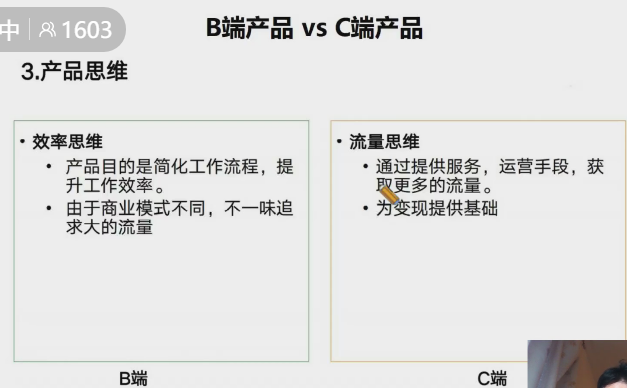 中 1603
B端产品 vs C端产品
3.产品思维
• 效率思维
• 产品目的是简化工作流程，提
升工作效率。
• 由于商业模式不同，不一味追
求大的流量
B端
• 流量思维
• 通过提供服务，运营手段，获
取更多的流量。
• 为变现提供基础
C端